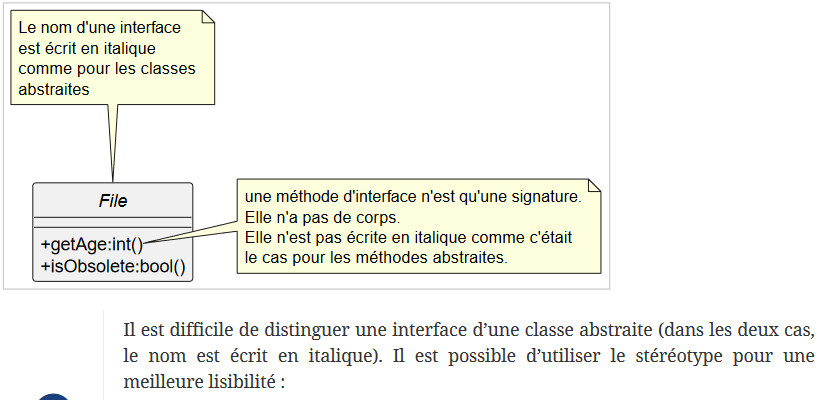 Le nom d'une interface
est écrit en italique
comme pour les classes
abstraites
File
+getAge:int()
+isObsolete:bool()
une méthode d'interface n'est qu'une signature.
Elle n'a pas de corps.
Elle n'est pas écrite en italique comme c'était
le cas pour les méthodes abstraites.
Il est difficile de distinguer une interface d’une classe abstraite (dans les deux cas,
le nom est écrit en italique). Il est possible d’utiliser le stéréotype pour une
meilleure lisibilité :